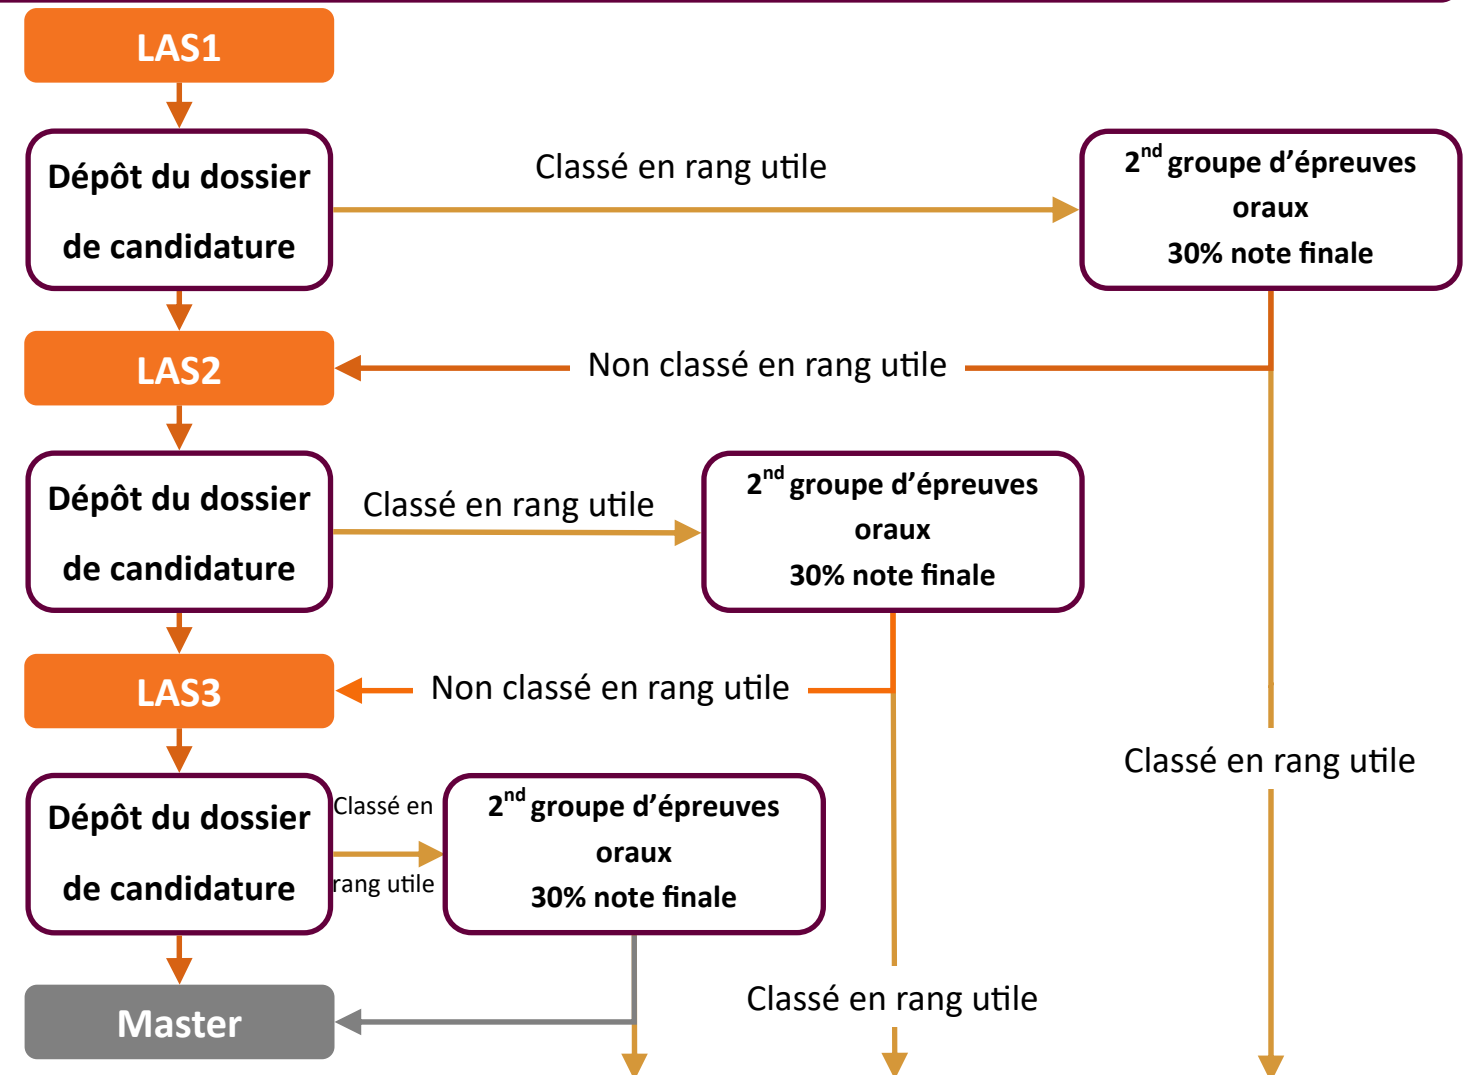 LAS1
Dépôt du dossier
de candidature
Classé en rang utile
2nd groupe d’épreuves
oraux
30% note finale
LAS2
Non classé en rang utile
Dépôt du dossier
de candidature
Classé en rang utile
2nd groupe d’épreuves
oraux
30% note finale
LAS3
Non classé en rang utile
Classé en rang utile
Dépôt du dossier
de candidature
Classé en
rang utile
2nd groupe d’épreuves
oraux
30% note finale
Master
Classé en rang utile